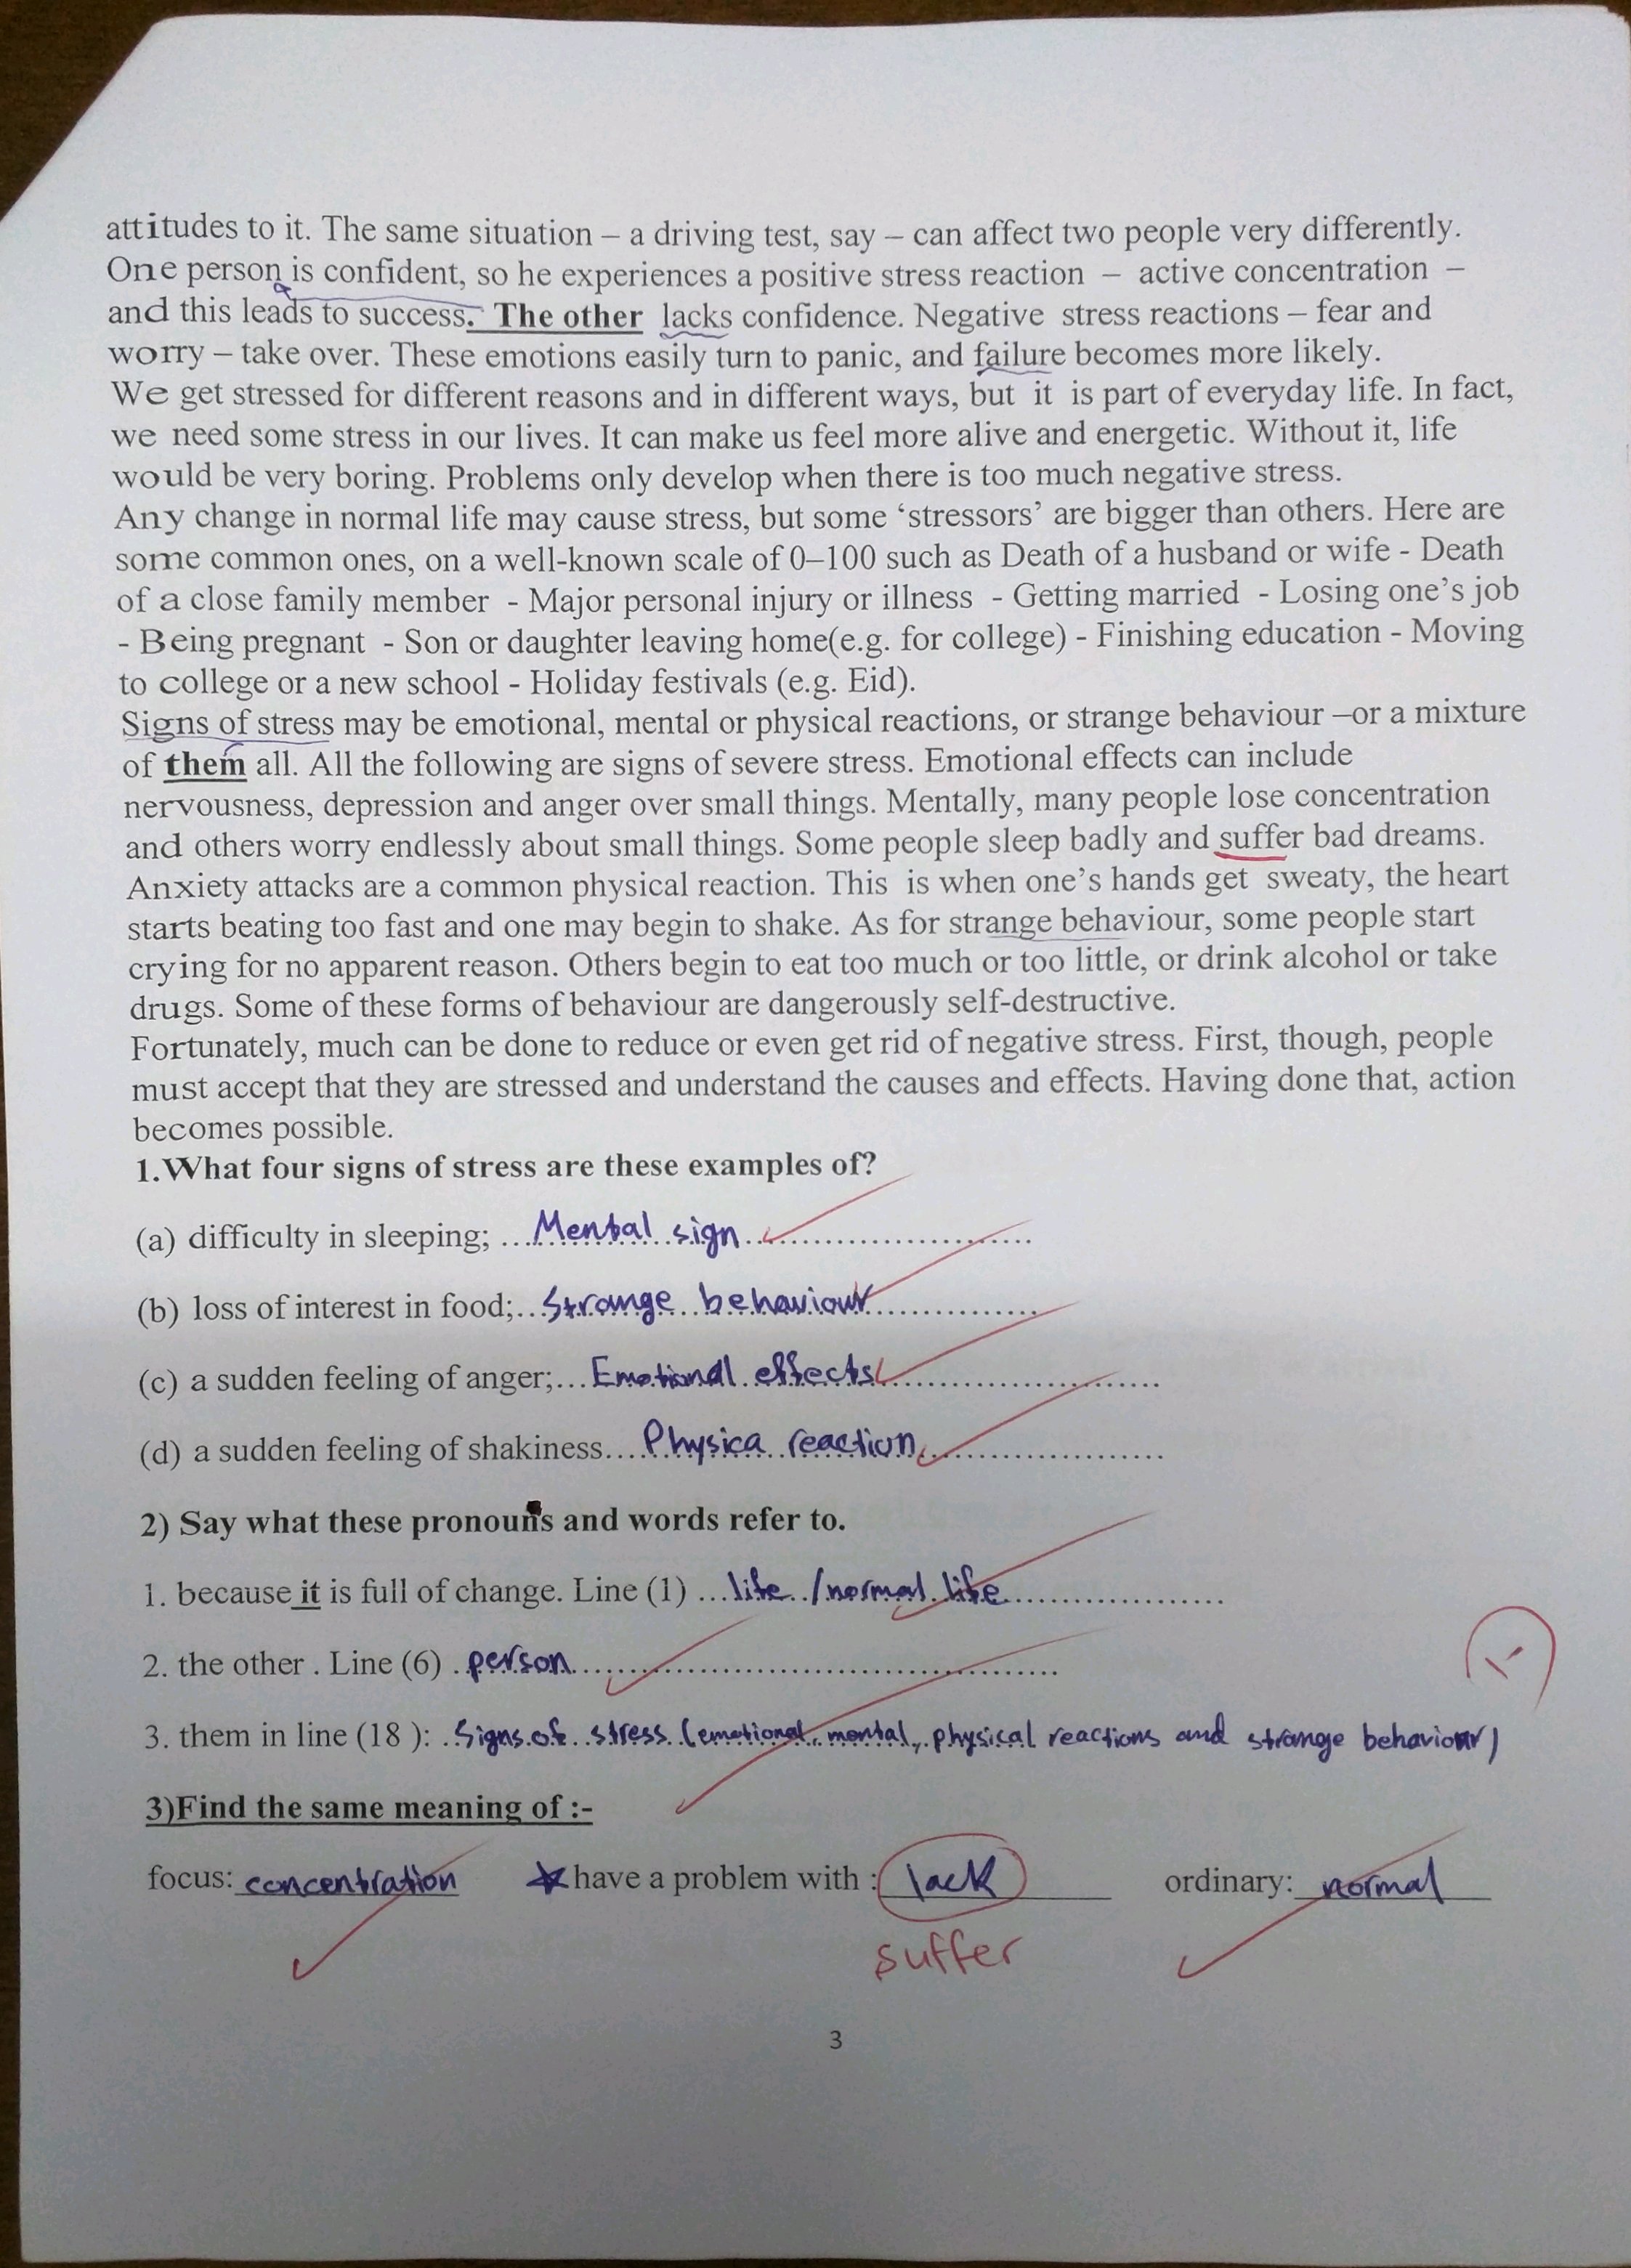 attitudes to it. The same situation – a driving test, say – can affect two people very differently.
One person is confident, so he experiences a positive stress reaction – active concentration –
and this leads to success. The other lacks confidence. Negative stress reactions – fear and
worry – take over. These emotions easily turn to panic, and failure becomes more likely.
We get stressed for different reasons and in different ways, but it is part of everyday life. In fact,
we need some stress in our lives. It can make us feel more alive and energetic. Without it, life
would be very boring. Problems only develop when there is too much negative stress.
Any change in normal life may cause stress, but some ‘stressors’ are bigger than others. Here are
some common ones, on a well-known scale of 0–100 such as Death of a husband or wife - Death
of a close family member - Major personal injury or illness - Getting married - Losing one’s job
- Being pregnant - Son or daughter leaving home(e.g. for college) - Finishing education - Moving
to college or a new school - Holiday festivals (e.g. Eid).
Signs of stress may be emotional, mental or physical reactions, or strange behaviour –or a mixture
of them all. All the following are signs of severe stress. Emotional effects can include
nervousness, depression and anger over small things. Mentally, many people lose concentration
and others worry endlessly about small things. Some people sleep badly and suffer bad dreams.
Anxiety attacks are a common physical reaction. This is when one’s hands get sweaty, the heart
starts beating too fast and one may begin to shake. As for strange behaviour, some people start
crying for no apparent reason. Others begin to eat too much or too little, or drink alcohol or take
drugs. Some of these forms of behaviour are dangerously self-destructive.
Fortunately, much can be done to reduce or even get rid of negative stress. First, though, people
must accept that they are stressed and understand the causes and effects. Having done that, action
becomes possible.
1.What four signs of stress are these examples of?
(a) difficulty in sleeping; ...Mental sign...
(b) loss of interest in food;...Strange behaviour...
(c) a sudden feeling of anger;...Emotional effects...
(d) a sudden feeling of shakiness....Physica reaction...
2) Say what these pronouns and words refer to.
1. because it is full of change. Line (1) ...life /normal life...
2. the other . Line (6) ..person...
3. them in line (18 ): ..Signs of stress (emotional, mental, physical reactions and strange behaviour)
3)Find the same meaning of :-
focus: concentration have a problem with : lack ordinary: normal
suffer
3